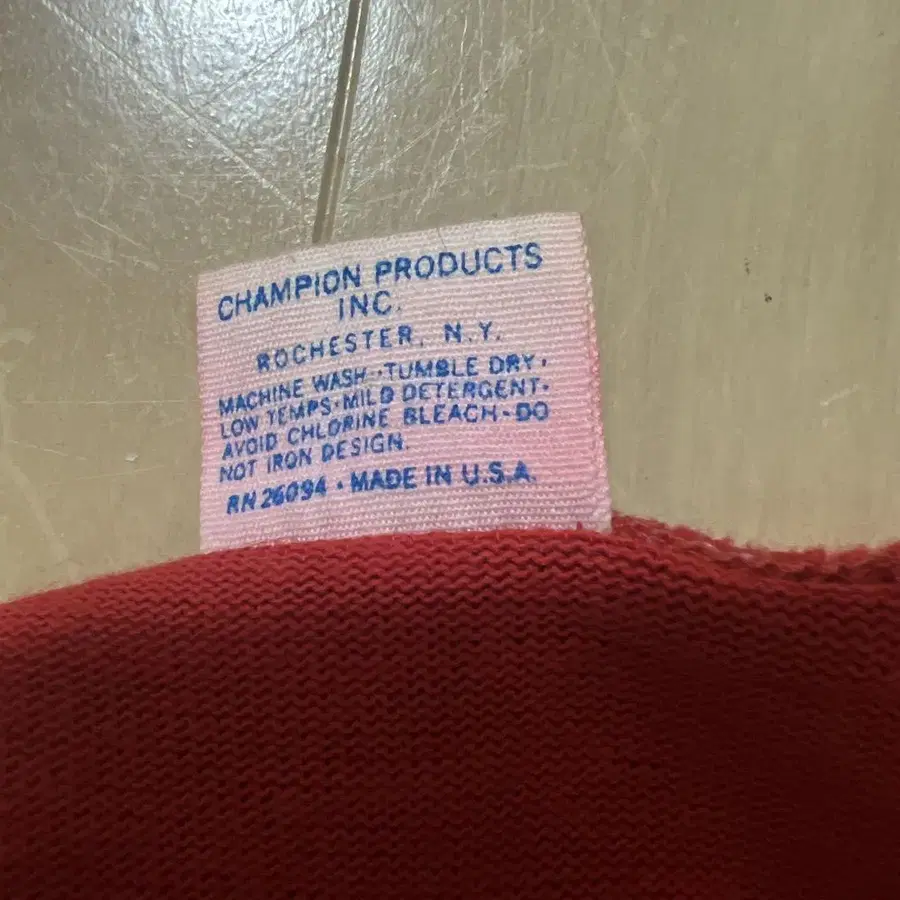 CHAMPION PRODUCTS
INC.
ROCHESTER, N.Y.
MACHINE WASH·TUMBLE DRY·
LOW TEMPS·MILD DETERGENT·
AVOID CHLORINE BLEACH-DO
NOT IRON DESIGN.
RN 26094 · MADE IN U.S.A.